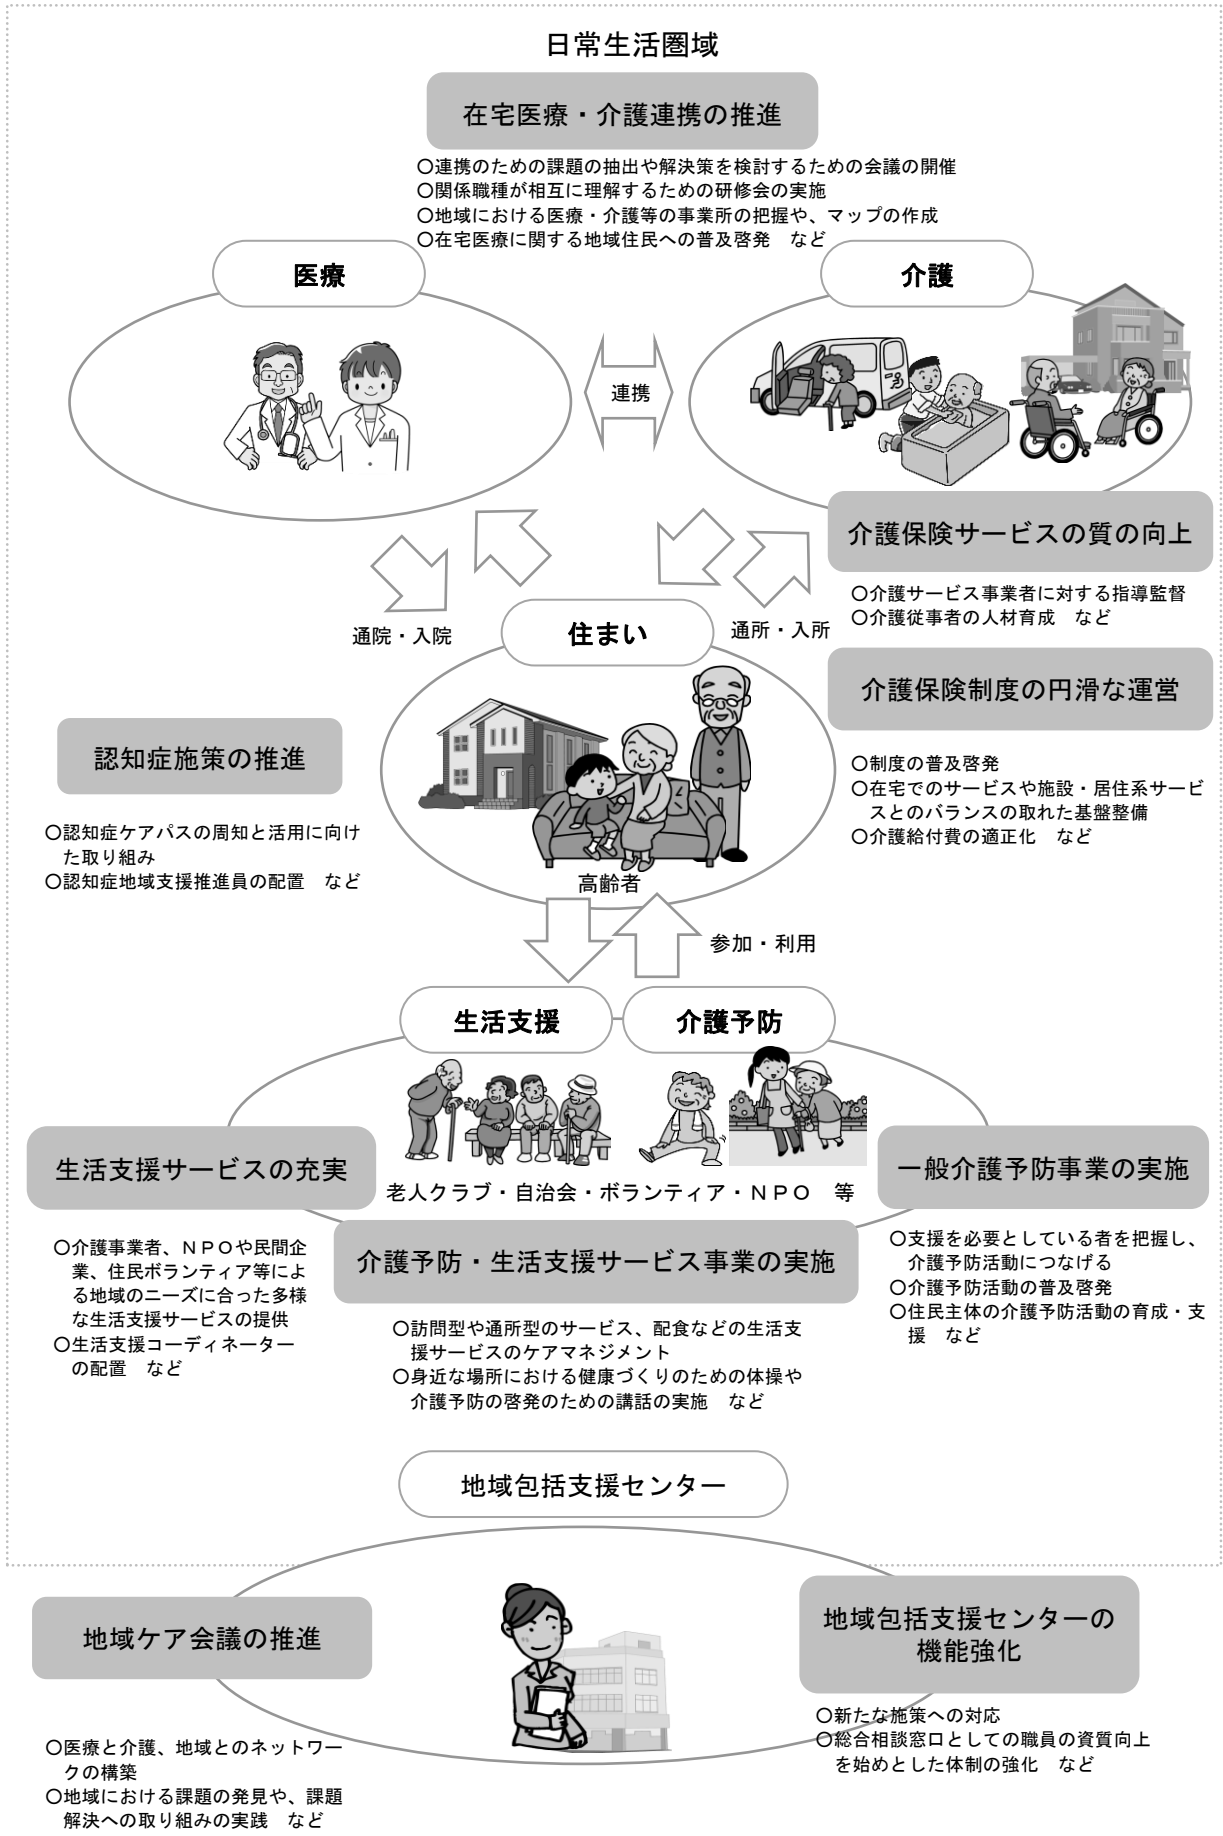 日常生活圏域
在宅医療・介護連携の推進
○連携のための課題の抽出や解決策を検討するための会議の開催
○関係職種が相互に理解するための研修会の実施
○地域における医療・介護等の事業所の把握や、マップの作成
○在宅医療に関する地域住民への普及啓発　など
医療
介護
連携
介護保険サービスの質の向上
○介護サービス事業者に対する指導監督
○介護従事者の人材育成　など
通院・入院
住まい
通所・入所
介護保険制度の円滑な運営
○制度の普及啓発
○在宅でのサービスや施設・居住系サービ
スとのバランスの取れた基盤整備
○介護給付費の適正化　など
認知症施策の推進
○認知症ケアパスの周知と活用に向け
た取り組み
○認知症地域支援推進員の配置　など
高齢者
参加・利用
生活支援
介護予防
生活支援サービスの充実
老人クラブ・自治会・ボランティア・ＮＰＯ　等
一般介護予防事業の実施
○介護事業者、ＮＰＯや民間企
業、住民ボランティア等によ
る地域のニーズに合った多様
な生活支援サービスの提供
○生活支援コーディネーター
の配置　など
介護予防・生活支援サービス事業の実施
○訪問型や通所型のサービス、配食などの生活支
援サービスのケアマネジメント
○身近な場所における健康づくりのための体操や
介護予防の啓発のための講話の実施　など
○支援を必要としている者を把握し、
介護予防活動につなげる
○介護予防活動の普及啓発
○住民主体の介護予防活動の育成・支
援　など
地域包括支援センター
地域ケア会議の推進
○医療と介護、地域とのネットワー
クの構築
○地域における課題の発見や、課題
解決への取り組みの実践　など
地域包括支援センターの
機能強化
○新たな施策への対応
○総合相談窓口としての職員の資質向上
を始めとした体制の強化　など